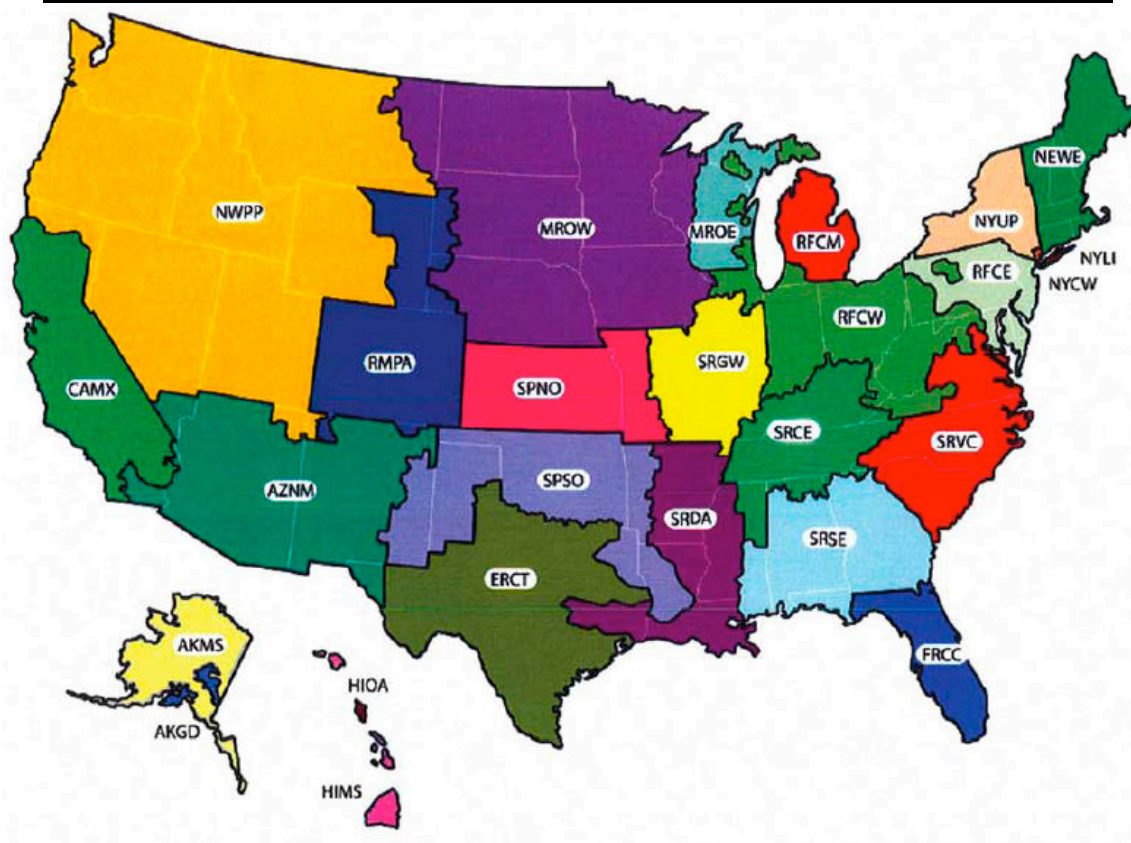 NEWE
NWPP
MROW
MROE
RFCM
NYUP
NYLI
RFCE
NYCW
RFCW
RMPA
SRGW
CAMX
SPNO
SRCE
SRVC
AZNM
SPSO
SRDA
SRSE
ERCT
AKMS
FRCC
HIOA
AKGD
HIMS